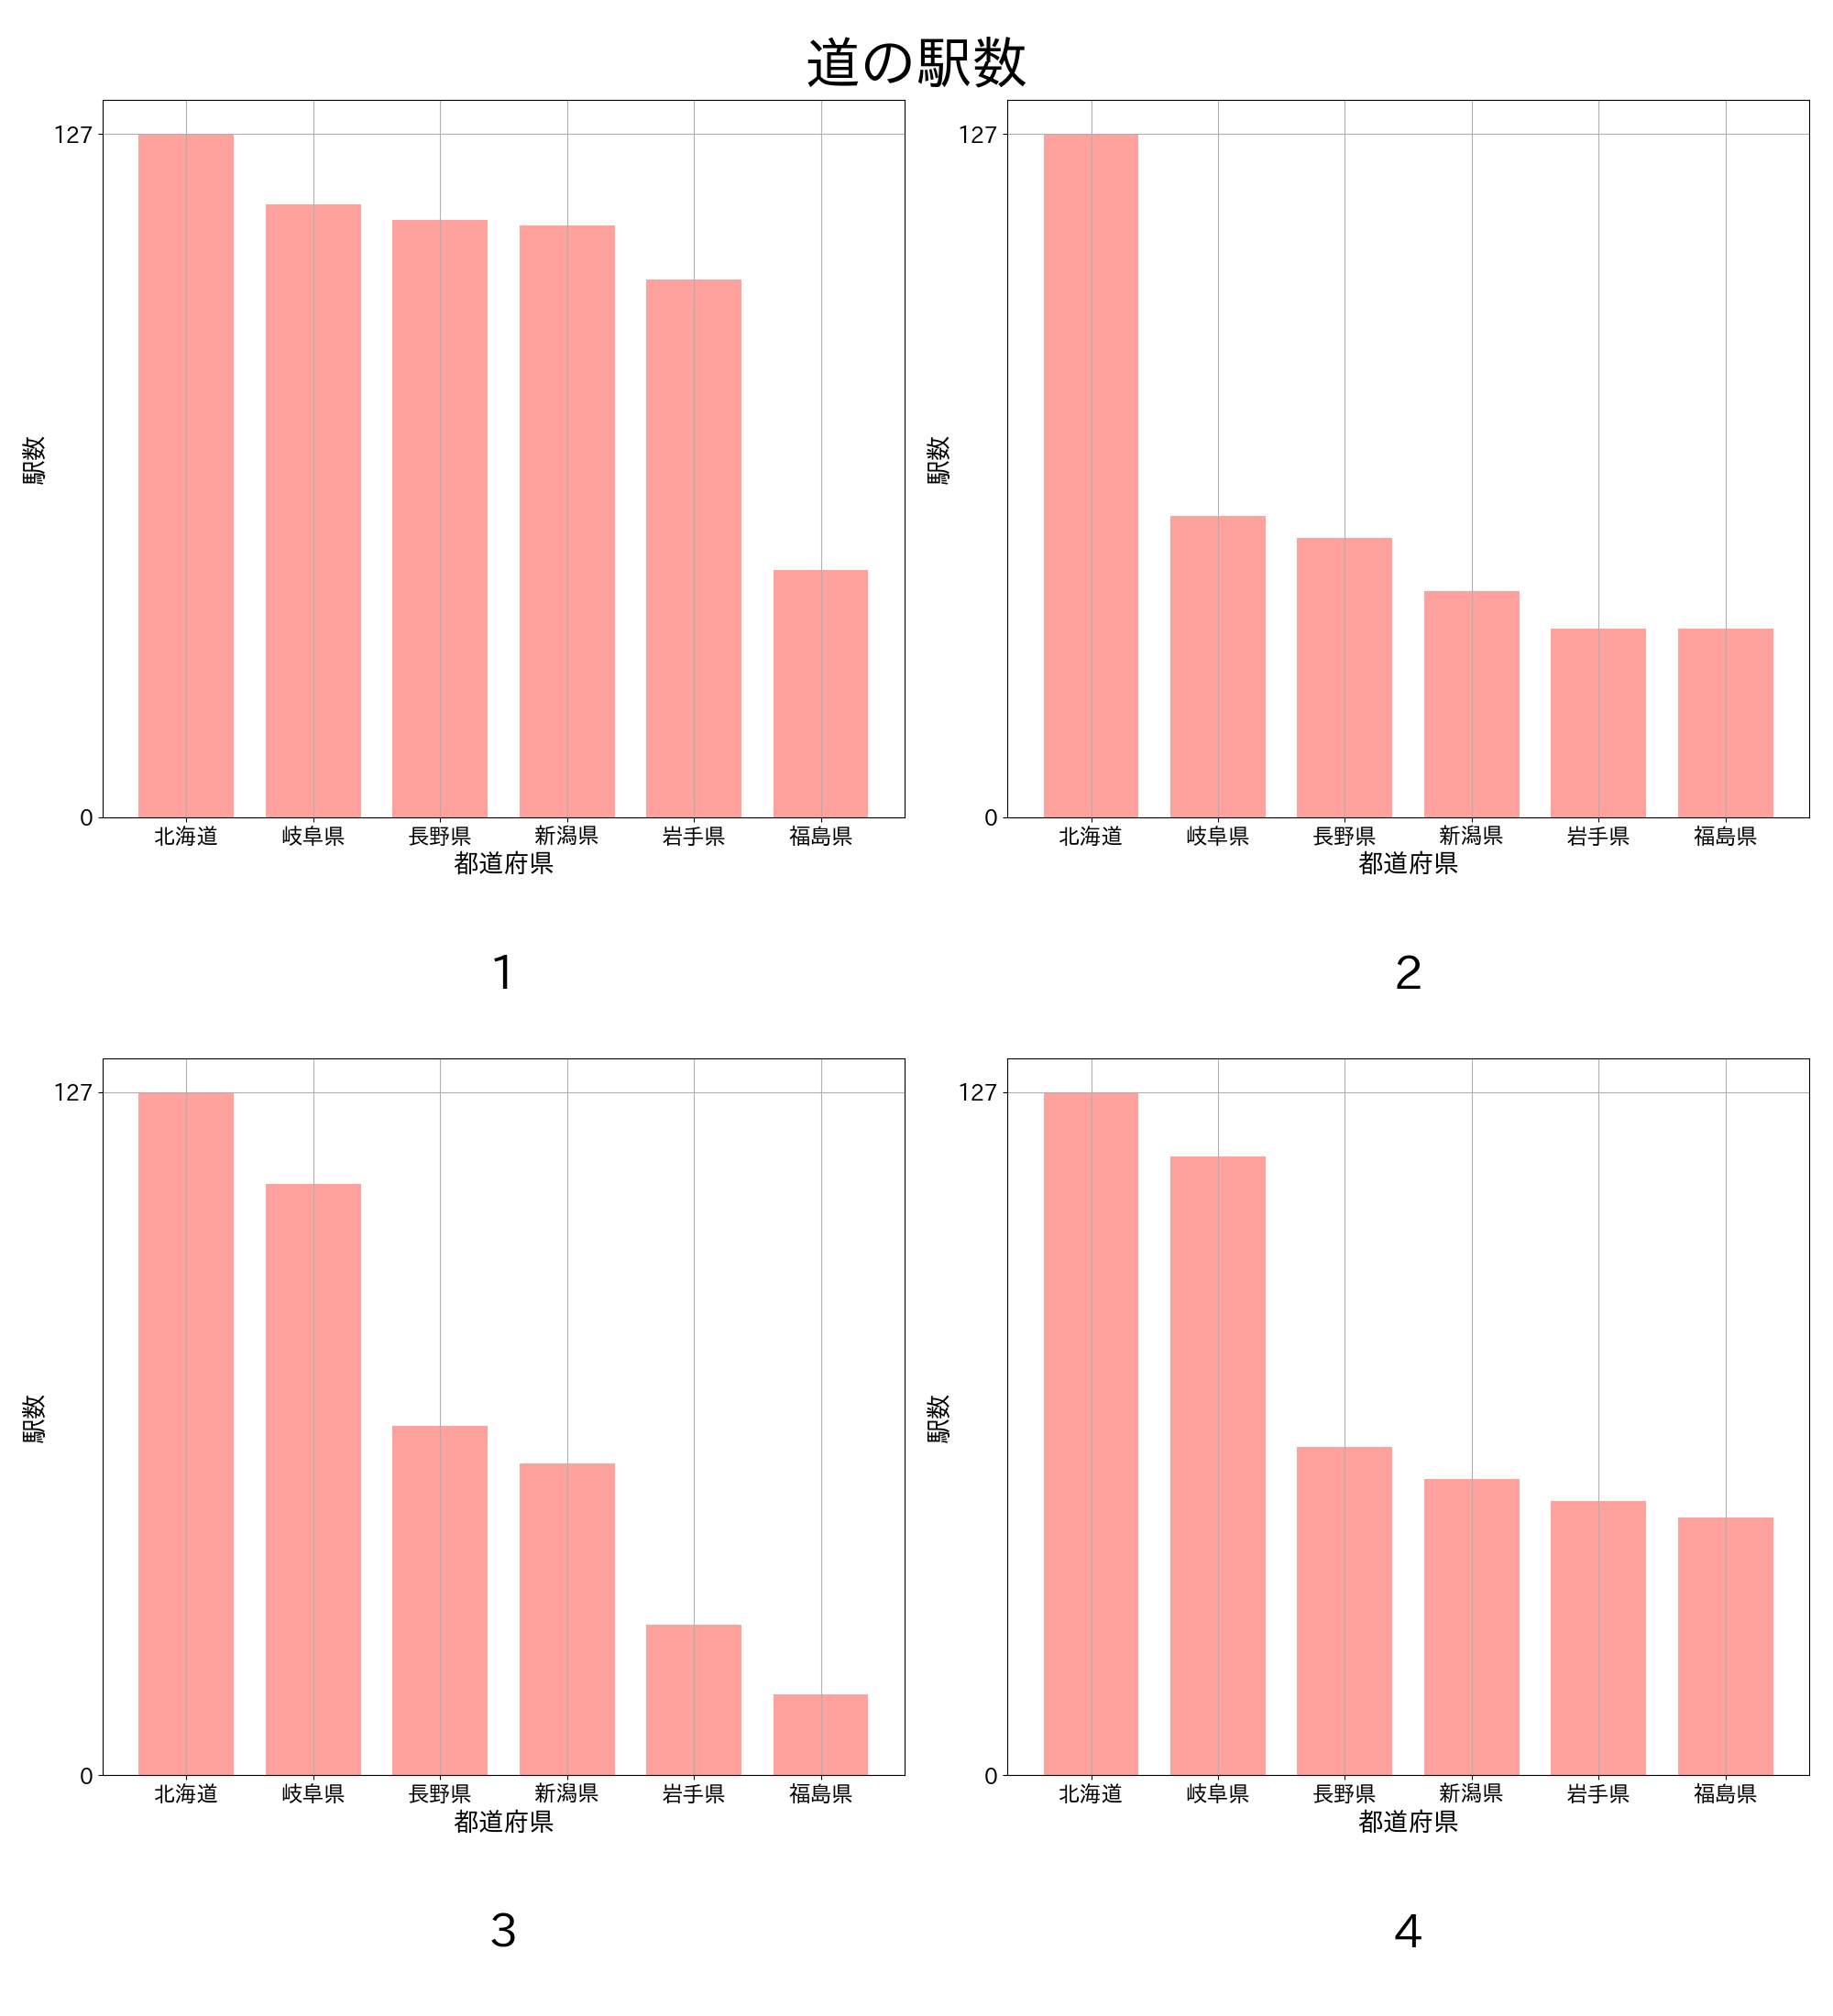 道の駅数
127
0
駅数
北海道 岐阜県 長野県 新潟県 岩手県 福島県
都道府県
1
127
0
駅数
北海道 岐阜県 長野県 新潟県 岩手県 福島県
都道府県
2
127
0
駅数
北海道 岐阜県 長野県 新潟県 岩手県 福島県
都道府県
3
127
0
駅数
北海道 岐阜県 長野県 新潟県 岩手県 福島県
都道府県
4